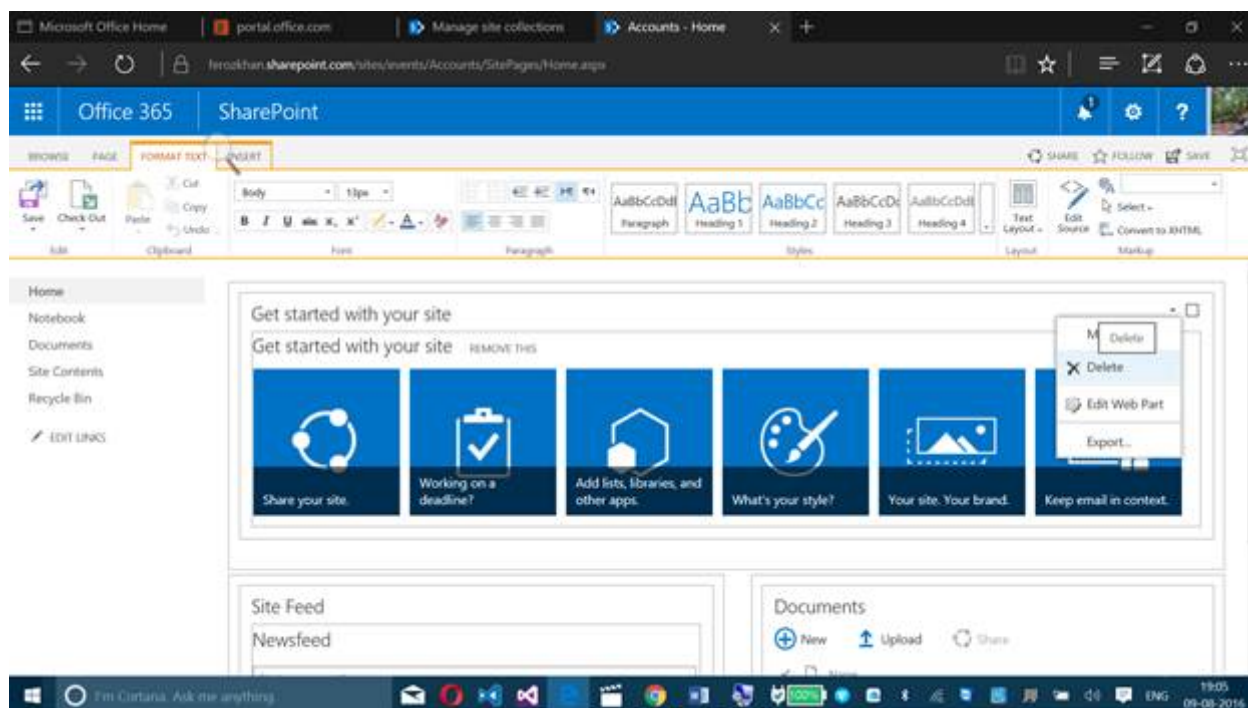 Microsoft Office Home
portal.office.com
Manage site collections
Accounts - Home
ferozkhan.sharepoint.com/sites/events/Accounts/SitePages/Home.aspx
Office 365
SharePoint
1
?
BROWSE
PAGE
FORMAT TEXT
INSERT
SHARE
FOLLOW
SAVE
Save
Check Out
Paste
Cut
Copy
Undo
Body
13px
B I U abc x, x'
A
AaBbCcDdI
AaBb
AaBbCc
AaBbCcDc
AaBbCcDdI
Paragraph
Heading 1
Heading 2
Heading 3
Heading 4
Text Layout
Edit Source
Select
Convert to XHTML
Edit
Clipboard
Font
Paragraph
Styles
Layout
Markup
Home
Notebook
Documents
Site Contents
Recycle Bin
EDIT LINKS
Get started with your site
Get started with your site REMOVE THIS
Share your site.
Working on a
deadline?
Add lists, libraries, and
other apps.
What's your style?
Your site. Your brand.
Keep email in context.
M
Delete
Delete
Edit Web Part
Export...
Site Feed
Newsfeed
Documents
New
Upload
Share
Name
I'm Cortana. Ask me anything.
100%
ENG
19:05
09-08-2016